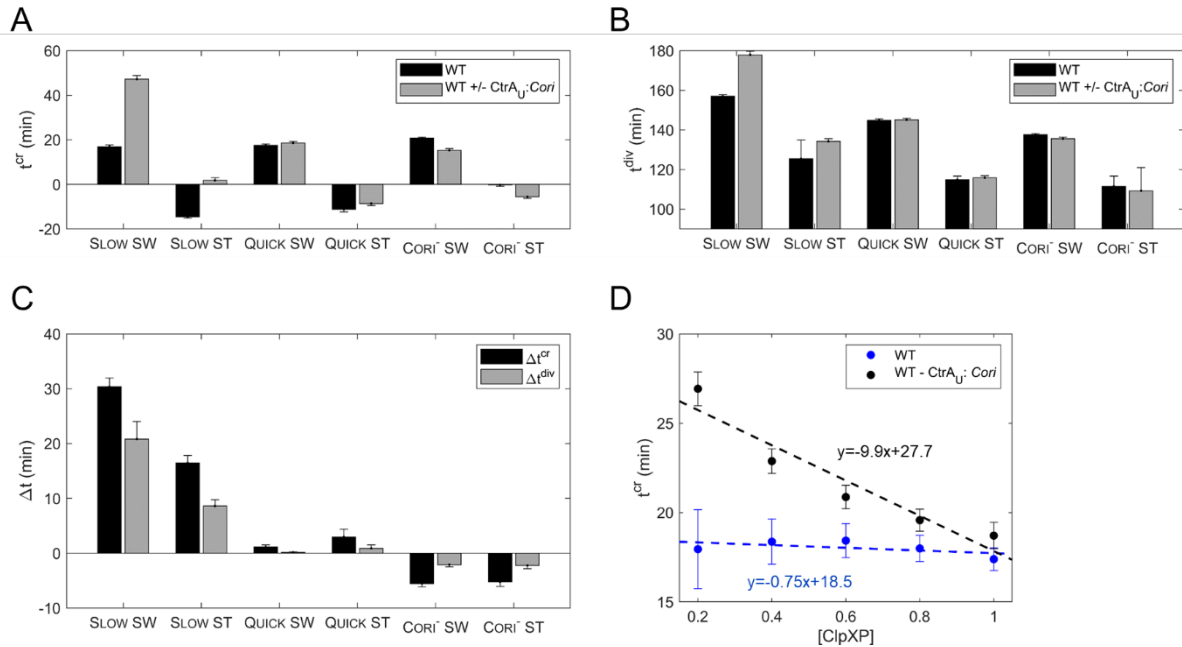 A
60
40
20
0
-20
t^cr (min)
WT
WT +/- CtrA_U:Cori
SLOW SW
SLOW ST
QUICK SW
QUICK ST
CORI⁻ SW
CORI⁻ ST
B
180
160
140
120
100
t^div (min)
WT
WT +/- CtrA_U:Cori
SLOW SW
SLOW ST
QUICK SW
QUICK ST
CORI⁻ SW
CORI⁻ ST
C
40
30
20
10
0
-10
Δt (min)
Δt^cr
Δt^div
SLOW SW
SLOW ST
QUICK SW
QUICK ST
CORI⁻ SW
CORI⁻ ST
D
30
25
20
15
t^cr (min)
WT
WT - CtrA_U: Cori
y=-9.9x+27.7
y=-0.75x+18.5
0.2
0.4
0.6
0.8
1
[ClpXP]